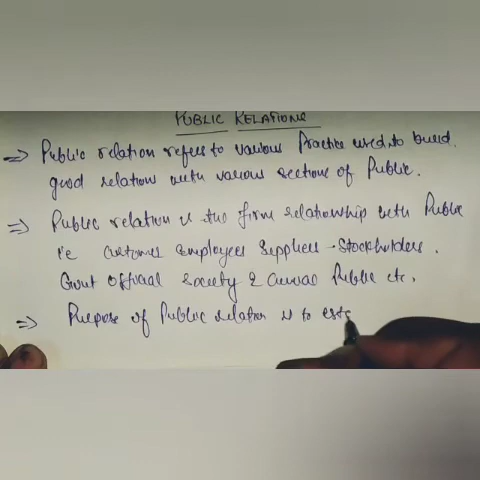 PUBLIC RELATIONS
=> Public relation refers to various Practice used to build
good relation with various sections of Public.
=> Public relation is the firm relationship with Public
i.e customer Employees Suppliers - Stockholders.
Govt official Society & Public etc.
=> Purpose of Public relation is to est